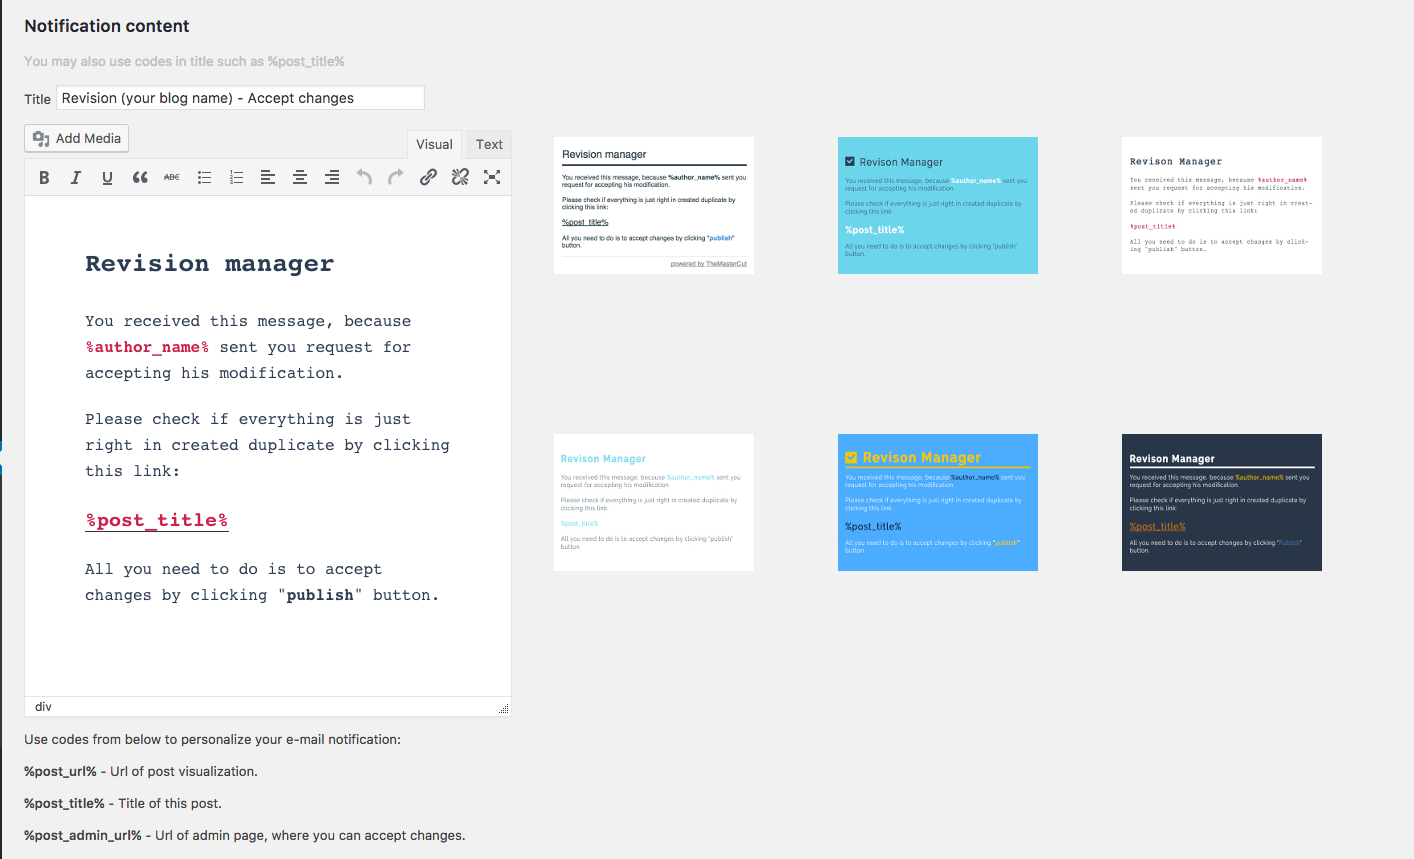 Notification content
You may also use codes in title such as %post_title%
Title
Revision (your blog name) - Accept changes
Add Media
Visual
Text
B
I
U
ABC
Revision manager
You received this message, because
%author_name% sent you request for
accepting his modification.
Please check if everything is just
right in created duplicate by clicking
this link:
%post_title%
All you need to do is to accept
changes by clicking "publish" button.
div
Revision manager
You received this message, because %author_name% sent you
request for accepting his modification.
Please check if everything is just right in created duplicate by
clicking this link:
%post_title%
All you need to do is to accept changes by clicking "publish"
button.
powered by TheMasterCut
Revison Manager
You received this message, because %author_name% sent you
request for accepting his modification.
Please check if everything is just right in created duplicate by
clicking this link:
%post_title%
All you need to do is to accept changes by clicking "publish"
button.
Revison Manager
You received this message, because %author_name%
sent you request for accepting his modification.
Please check if everything is just right in creat-
ed duplicate by clicking this link:
%post_title%
All you need to do is to accept changes by click-
ing "publish" button.
Revison Manager
You received this message, because %author_name% sent you
request for accepting his modification.
Please check if everything is just right in created duplicate by
clicking this link:
%post_title%
All you need to do is to accept changes by clicking "publish"
button.
Revison Manager
You received this message, because %author_name% sent you
request for accepting his modification.
Please check if everything is just right in created duplicate by
clicking this link:
%post_title%
All you need to do is to accept changes by clicking "publish"
button
Revison Manager
You received this message, because %author_name% sent you
request for accepting his modification.
Please check if everything is just right in created duplicate by
clicking this link:
%post_title%
All you need to do is to accept changes by clicking "Publish"
button
Use codes from below to personalize your e-mail notification:
%post_url% - Url of post visualization.
%post_title% - Title of this post.
%post_admin_url% - Url of admin page, where you can accept changes.